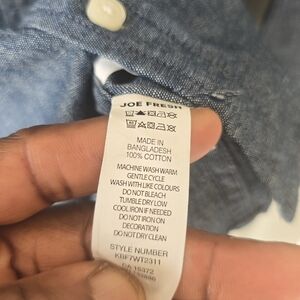 JOE FRESH
MADE IN
BANGLADESH
100% COTTON
MACHINE WASH WARM
GENTLE CYCLE
WASH WITH LIKE COLOURS
DO NOT BLEACH
TUMBLE DRY LOW
COOL IRON IF NEEDED
DO NOT IRON ON
DECORATION
DO NOT DRY CLEAN
STYLE NUMBER
KBF7WT2311
CA 15372